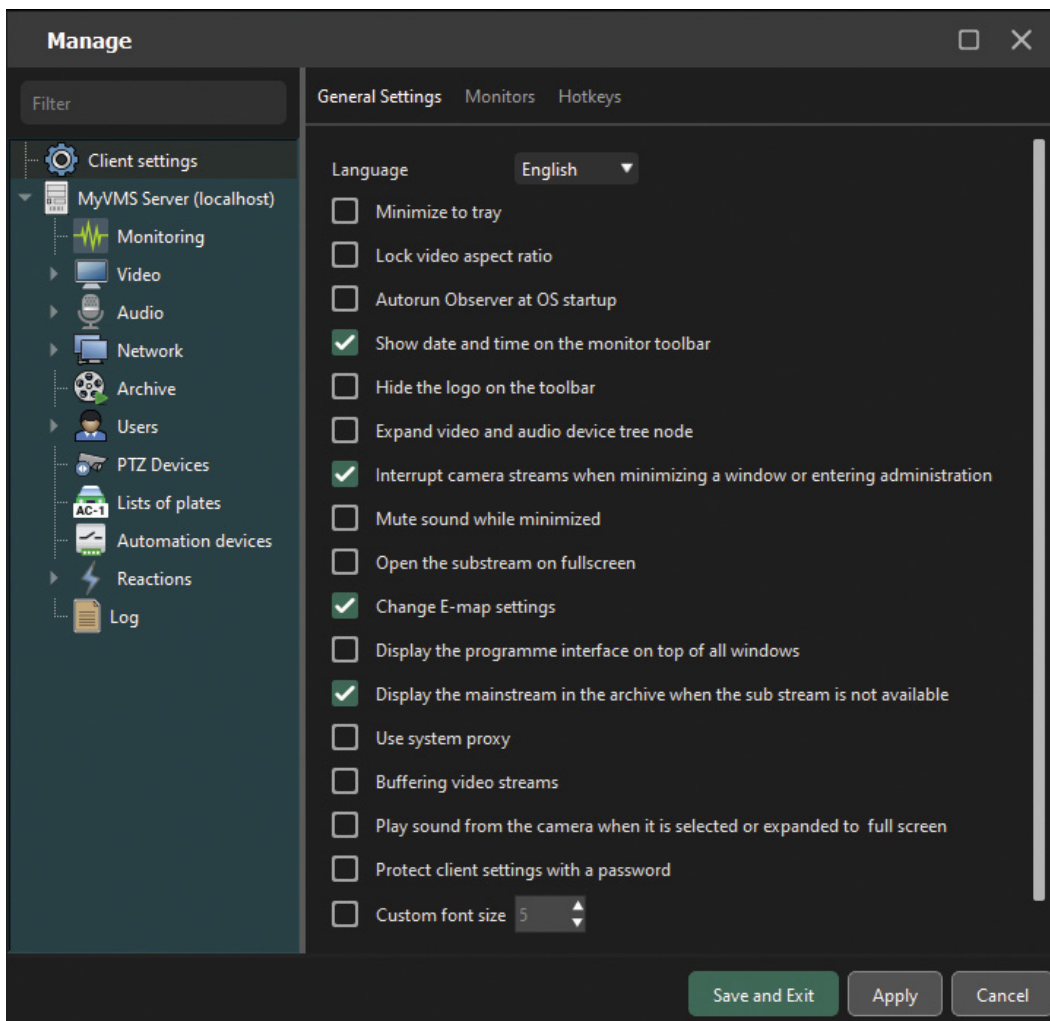 Manage
Filter
Client settings
MyVMS Server (localhost)
Monitoring
Video
Audio
Network
Archive
Users
PTZ Devices
AC-1
Lists of plates
Automation devices
Reactions
Log
General Settings Monitors Hotkeys
Language English
Minimize to tray
Lock video aspect ratio
Autorun Observer at OS startup
Show date and time on the monitor toolbar
Hide the logo on the toolbar
Expand video and audio device tree node
Interrupt camera streams when minimizing a window or entering administration
Mute sound while minimized
Open the substream on fullscreen
Change E-map settings
Display the programme interface on top of all windows
Display the mainstream in the archive when the sub stream is not available
Use system proxy
Buffering video streams
Play sound from the camera when it is selected or expanded to full screen
Protect client settings with a password
Custom font size 5
Save and Exit Apply Cancel